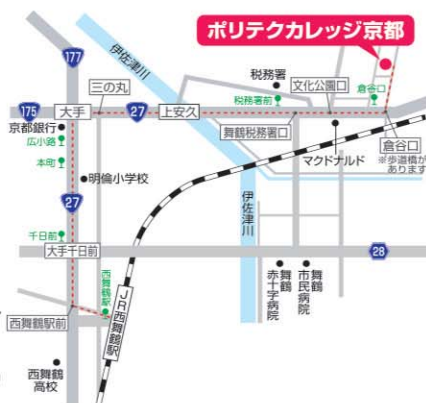 ポリテクカレッジ京都
177
伊佐津川
三の丸
税務署
文化公園口
倉谷口
税務署前
175
大手
27
上安久
京都銀行
広小路
本町
舞鶴税務署口
マクドナルド
倉谷口
※歩道橋が
あります
明倫小学校
27
伊佐津川
千日前
大手千日前
28
西舞鶴駅
JR西舞鶴駅
舞鶴
赤十字病院
舞鶴
市民病院
西舞鶴駅前
西舞鶴
高校